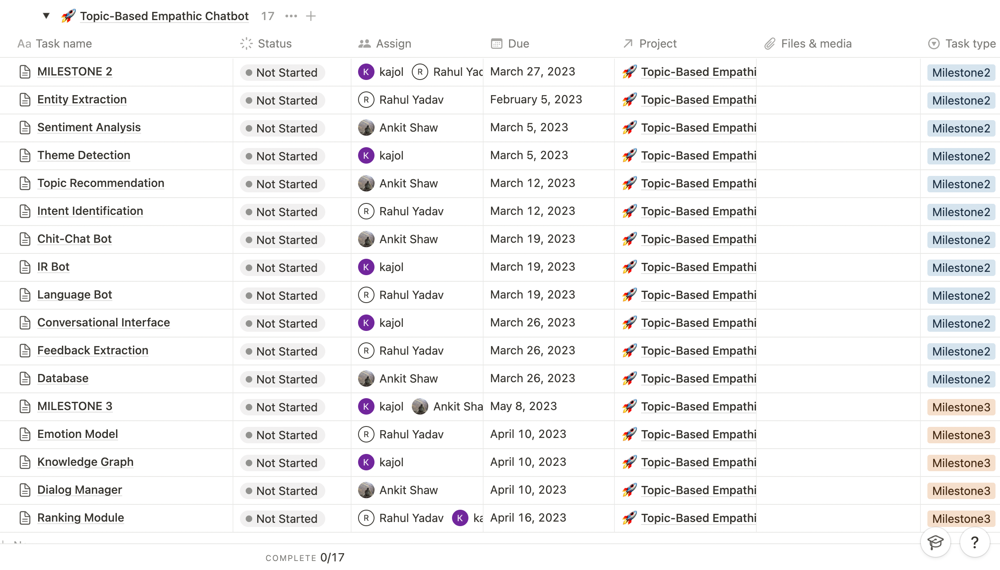 Topic-Based Empathic Chatbot 17
Aa Task name Status Assign Due Project Files & media Task type
MILESTONE 2 Not Started K kajol R Rahul Yad March 27, 2023 Topic-Based Empathi Milestone2
Entity Extraction Not Started R Rahul Yadav February 5, 2023 Topic-Based Empathi Milestone2
Sentiment Analysis Not Started Ankit Shaw March 5, 2023 Topic-Based Empathi Milestone2
Theme Detection Not Started K kajol March 5, 2023 Topic-Based Empathi Milestone2
Topic Recommendation Not Started Ankit Shaw March 12, 2023 Topic-Based Empathi Milestone2
Intent Identification Not Started R Rahul Yadav March 12, 2023 Topic-Based Empathi Milestone2
Chit-Chat Bot Not Started Ankit Shaw March 19, 2023 Topic-Based Empathi Milestone2
IR Bot Not Started K kajol March 19, 2023 Topic-Based Empathi Milestone2
Language Bot Not Started R Rahul Yadav March 19, 2023 Topic-Based Empathi Milestone2
Conversational Interface Not Started K kajol March 26, 2023 Topic-Based Empathi Milestone2
Feedback Extraction Not Started R Rahul Yadav March 26, 2023 Topic-Based Empathi Milestone2
Database Not Started Ankit Shaw March 26, 2023 Topic-Based Empathi Milestone2
MILESTONE 3 Not Started K kajol Ankit Sha May 8, 2023 Topic-Based Empathi Milestone3
Emotion Model Not Started R Rahul Yadav April 10, 2023 Topic-Based Empathi Milestone3
Knowledge Graph Not Started K kajol April 10, 2023 Topic-Based Empathi Milestone3
Dialog Manager Not Started Ankit Shaw April 10, 2023 Topic-Based Empathi Milestone3
Ranking Module Not Started R Rahul Yadav K ka April 16, 2023 Topic-Based Empathi Milestone3
?
COMPLETE 0/17